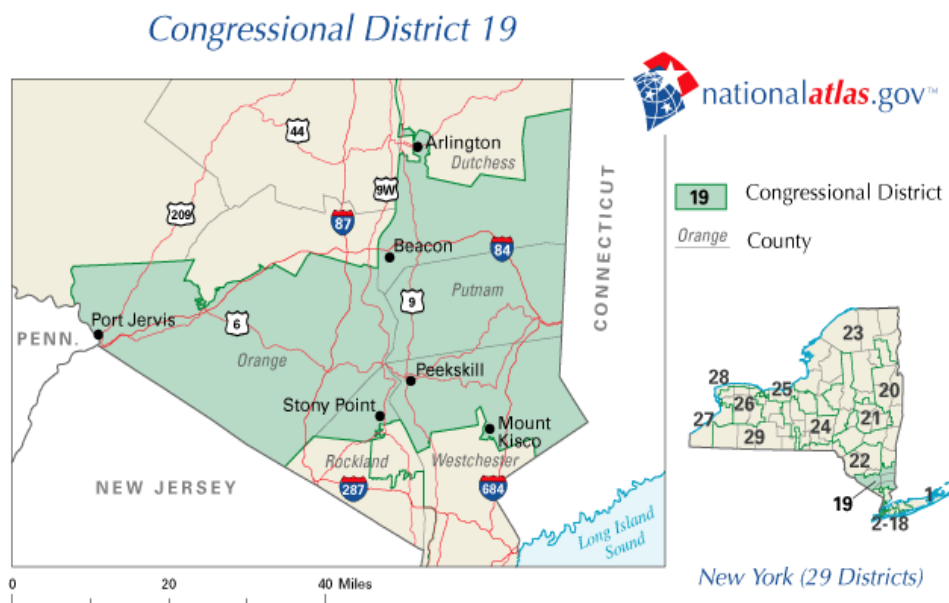 Congressional District 19
nationalatlas.gov™
44
Arlington
Dutchess
9W
209
87
Beacon
84
CONNECTICUT
Putnam
9
6
Port Jervis
PENN.
Orange
Peekskill
Stony Point
Mount
Kisco
Rockland
Westchester
287
684
NEW JERSEY
Long Island
Sound
0
20
40 Miles
19
Congressional District
Orange
County
23
28
25
20
26
27
21
24
29
22
19
1
2-18
New York (29 Districts)